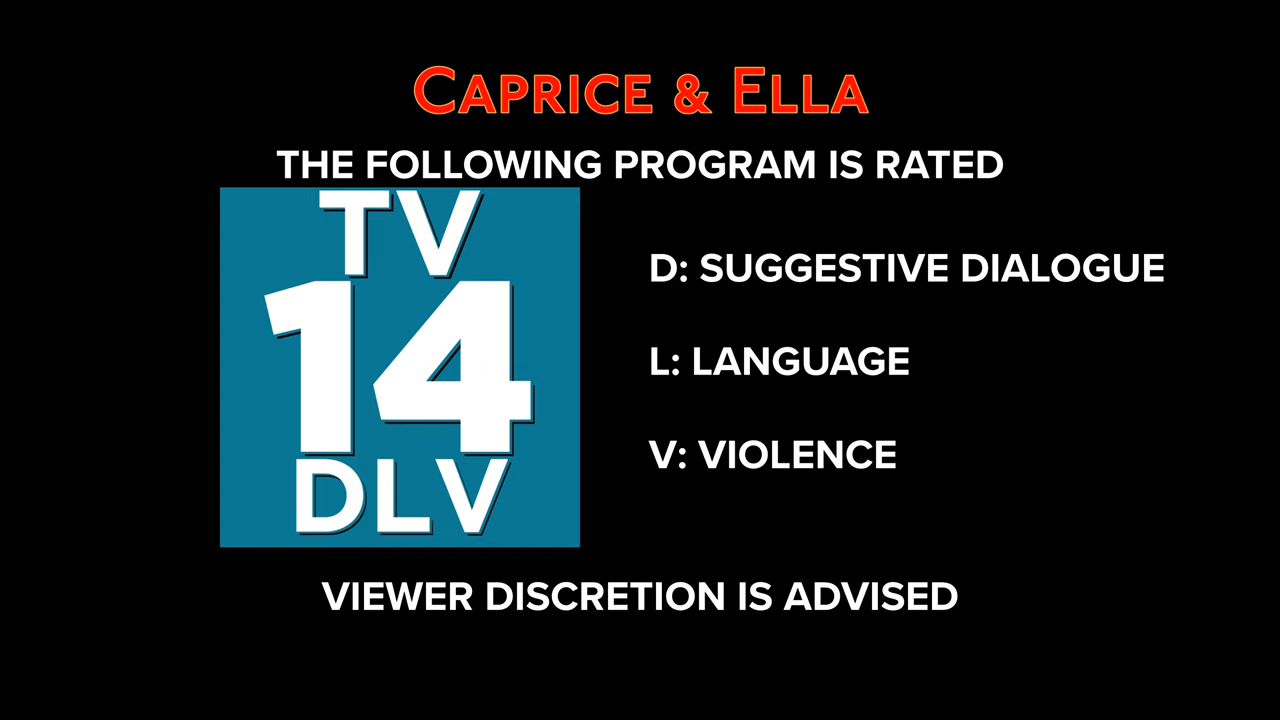 CAPRICE & ELLA
THE FOLLOWING PROGRAM IS RATED
TV
14
DLV
D: SUGGESTIVE DIALOGUE
L: LANGUAGE
V: VIOLENCE
VIEWER DISCRETION IS ADVISED